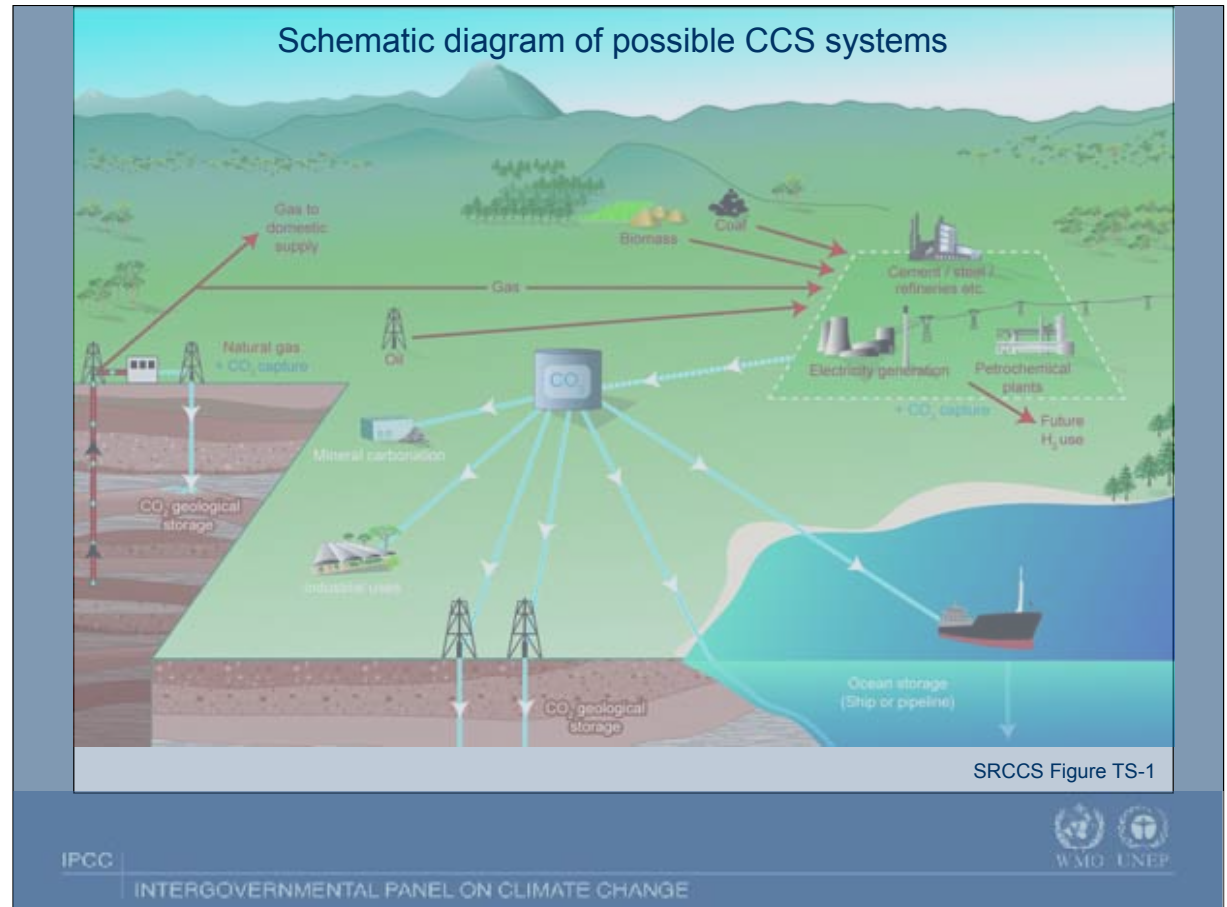 Schematic diagram of possible CCS systems
Gas to
domestic
supply
Biomass
Coal
Cement / steel /
refineries etc.
Gas
Natural gas
+ CO₂ capture
Oil
CO₂
Electricity generation
Petrochemical
plants
+ CO₂ capture
Future
H₂ use
Mineral carbonation
CO₂ geological
storage
Industrial uses
CO₂ geological
storage
Ocean storage
(Ship or pipeline)
SRCCS Figure TS-1
WMO UNEP
IPCC
INTERGOVERNMENTAL PANEL ON CLIMATE CHANGE